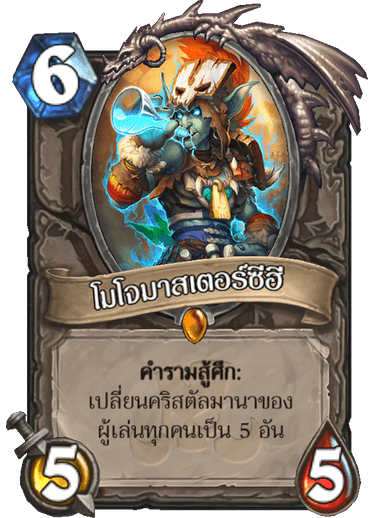 6
โมโจมาสเตอร์ซีฮี
คำรามสู้ศึก:
เปลี่ยนคริสตัลมานาของ
ผู้เล่นทุกคนเป็น 5 อัน
5
5